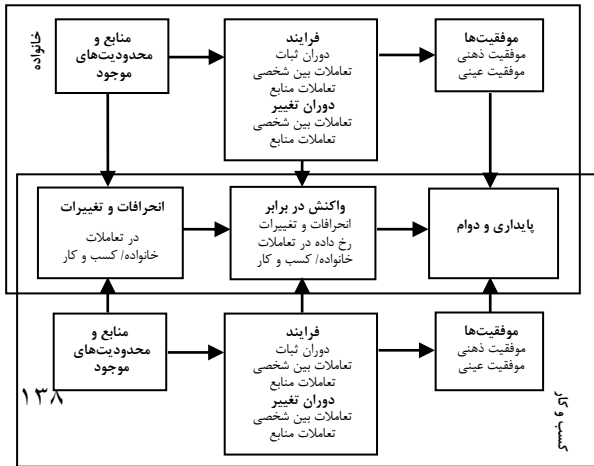 خانواده
منابع و
محدودیت‌های
موجود
فرایند
دوران ثبات
تعاملات بین شخصی
تعاملات منابع
دوران تغییر
تعاملات بین شخصی
تعاملات منابع
موفقیت‌ها
موفقیت ذهنی
موفقیت عینی
انحرافات و تغییرات
در تعاملات
خانواده/ کسب و کار
واکنش در برابر
انحرافات و تغییرات
رخ داده در تعاملات
خانواده/ کسب و کار
پایداری و دوام
منابع و
محدودیت‌های
موجود
فرایند
دوران ثبات
تعاملات بین شخصی
تعاملات منابع
دوران تغییر
تعاملات بین شخصی
تعاملات منابع
موفقیت‌ها
موفقیت ذهنی
موفقیت عینی
کسب و کار
۱۳۸